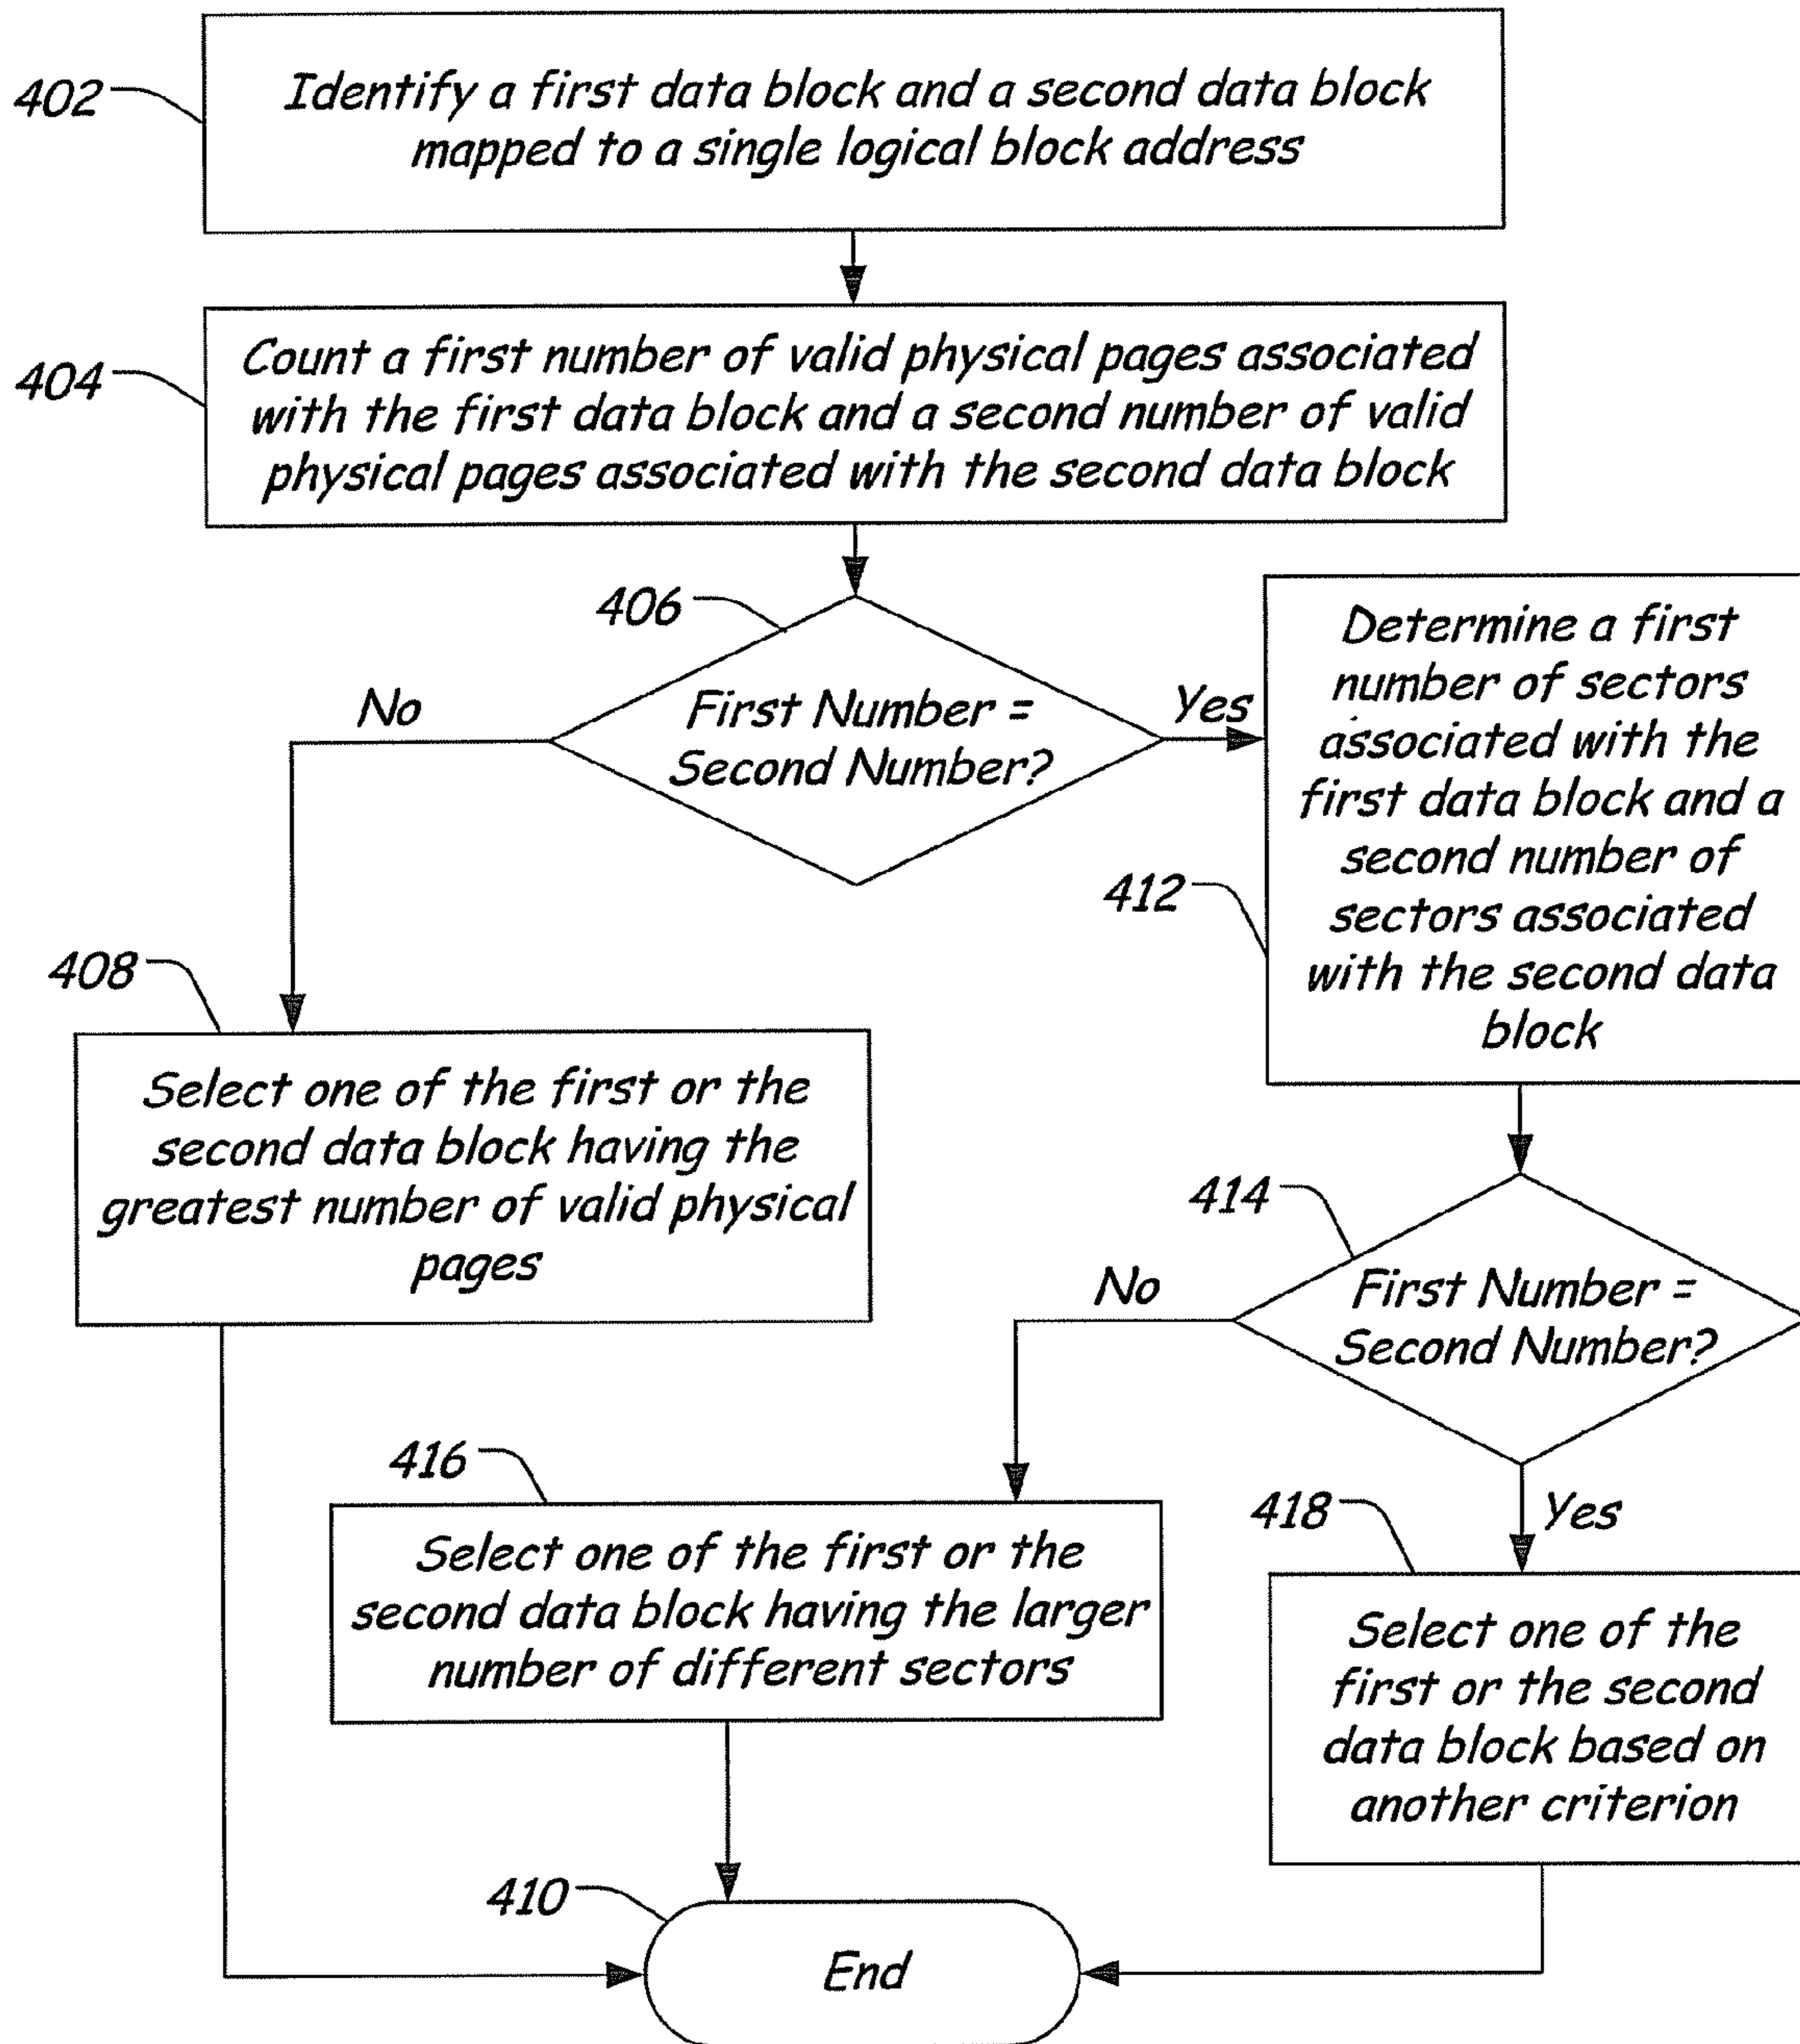 402
Identify a first data block and a second data block
mapped to a single logical block address
404
Count a first number of valid physical pages associated
with the first data block and a second number of valid
physical pages associated with the second data block
406
First Number =
Second Number?
No
Yes
Determine a first
number of sectors
associated with the
first data block and a
second number of
sectors associated
with the second data
block
412
408
Select one of the first or the
second data block having the
greatest number of valid physical
pages
414
First Number =
Second Number?
No
Yes
416
Select one of the first or the
second data block having the larger
number of different sectors
418
Select one of the
first or the second
data block based on
another criterion
410
End